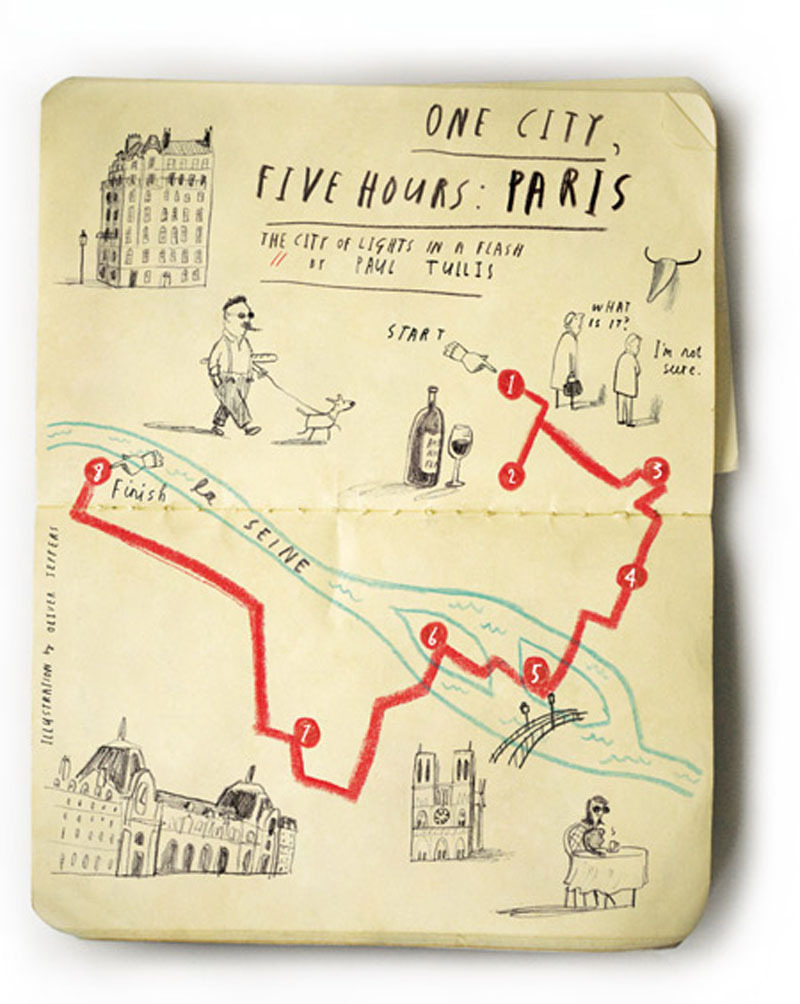 ONE CITY,
FIVE HOURS: PARIS
THE CITY OF LIGHTS IN A FLASH
// BY PAUL TULLIS
START
WHAT
IS IT?
I'm not
sure.
1
2
3
4
5
6
7
8
Finish
la SEINE
ILLUSTRATION by OLIVER JEFFERS